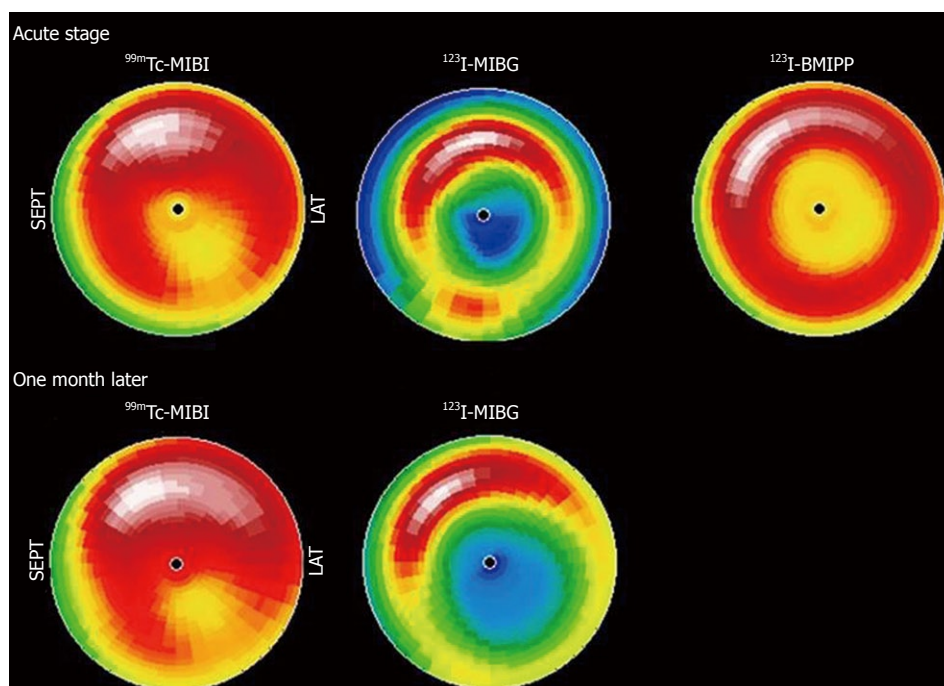 Acute stage
⁹⁹ᵐTc-MIBI
¹²³I-MIBG
¹²³I-BMIPP
SEPT
LAT
One month later
⁹⁹ᵐTc-MIBI
¹²³I-MIBG
SEPT
LAT